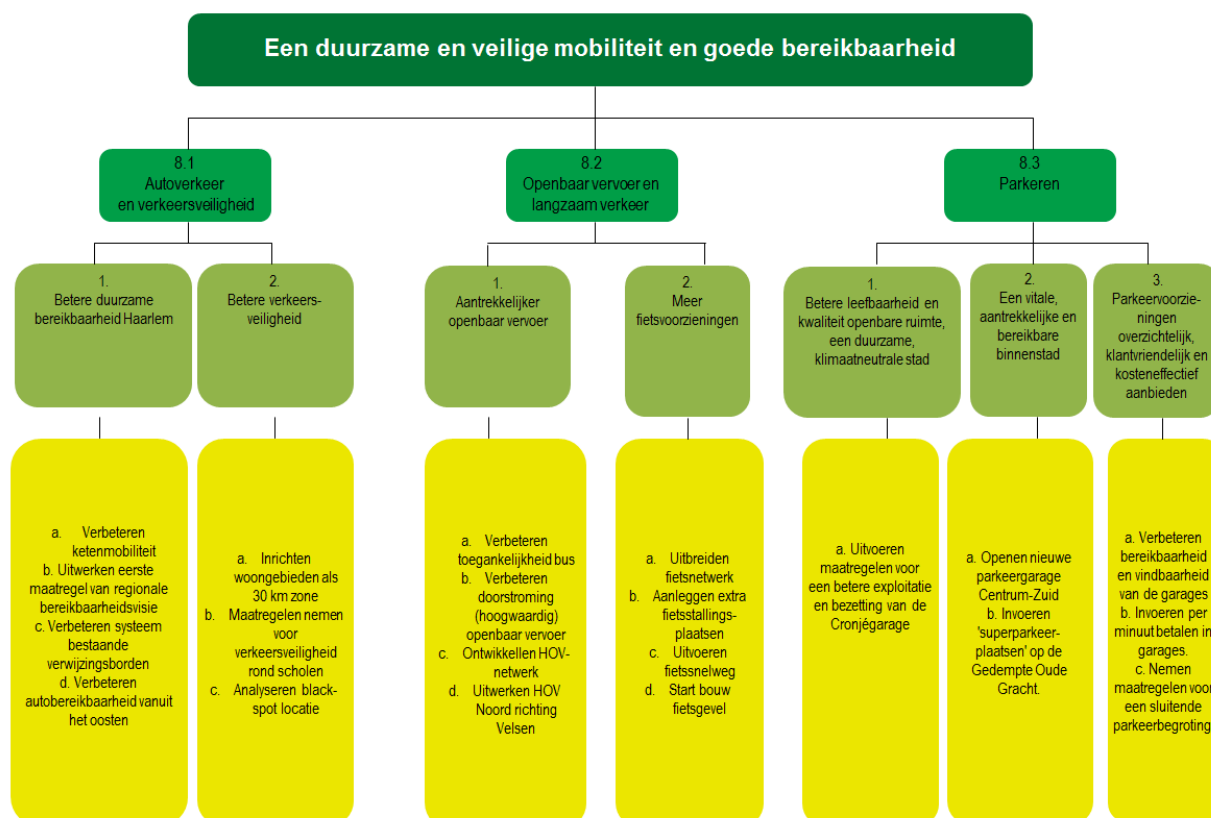 Een duurzame en veilige mobiliteit en goede bereikbaarheid
8.1
Autoverkeer
en verkeersveiligheid
8.2
Openbaar vervoer en
langzaam verkeer
8.3
Parkeren
1.
Betere duurzame
bereikbaarheid Haarlem
2.
Betere verkeers-
veiligheid
1.
Aantrekkelijker
openbaar vervoer
2.
Meer
fietsvoorzieningen
1.
Betere leefbaarheid en
kwaliteit openbare ruimte,
een duurzame,
klimaatneutrale stad
2.
Een vitale,
aantrekkelijke en
bereikbare
binnenstad
3.
Parkeervoorzie-
ningen
overzichtelijk,
klantvriendelijk en
kosteneffectief
aanbieden
a. Verbeteren
ketenmobiliteit
b. Uitwerken eerste
maatregel van regionale
bereikbaarheidsvisie
c. Verbeteren systeem
bestaande
verwijzingsborden
d. Verbeteren
autobereikbaarheid vanuit
het oosten
a. Inrichten
woongebieden als
30 km zone
b. Maatregelen nemen
voor
verkeersveiligheid
rond scholen
c. Analyseren black-
spot locatie
a. Verbeteren
toegankelijkheid bus
b. Verbeteren
doorstroming
(hoogwaardig)
openbaar vervoer
c. Ontwikkellen HOV-
netwerk
d. Uitwerken HOV
Noord richting
Velsen
a. Uitbreiden
fietsnetwerk
b. Aanleggen extra
fietsstallings-
plaatsen
c. Uitvoeren
fietssnelweg
d. Start bouw
fietsgevel
a. Uitvoeren
maatregelen voor
een betere exploitatie
en bezetting van de
Cronjégarage
a. Openen nieuwe
parkeergarage
Centrum-Zuid
b. Invoeren
'superparkeer-
plaatsen' op de
Gedempte Oude
Gracht.
a. Verbeteren
bereikbaarheid
en vindbaarheid
van de garages
b. Invoeren per
minuut betalen in
garages.
c. Nemen
maatregelen voor
een sluitende
parkeerbegroting